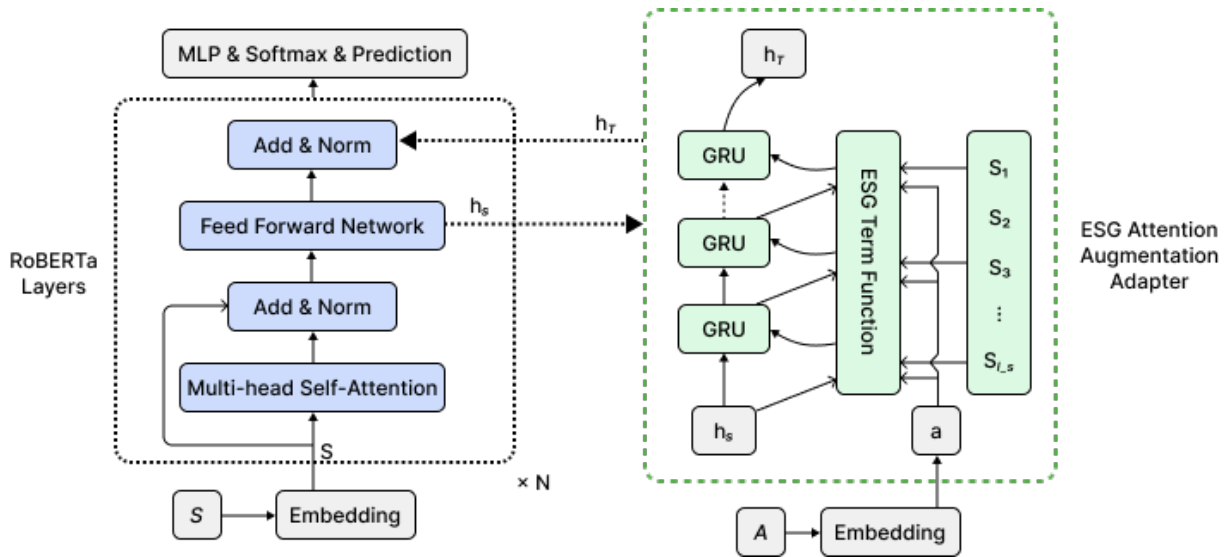 MLP & Softmax & Prediction
Add & Norm
Feed Forward Network
Add & Norm
Multi-head Self-Attention
S
× N
S
Embedding
RoBERTa
Layers
h_T
h_s
h_T
GRU
GRU
GRU
h_s
ESG Term Function
S_1
S_2
S_3
⋮
S_{l_s}
a
A
Embedding
ESG Attention
Augmentation
Adapter